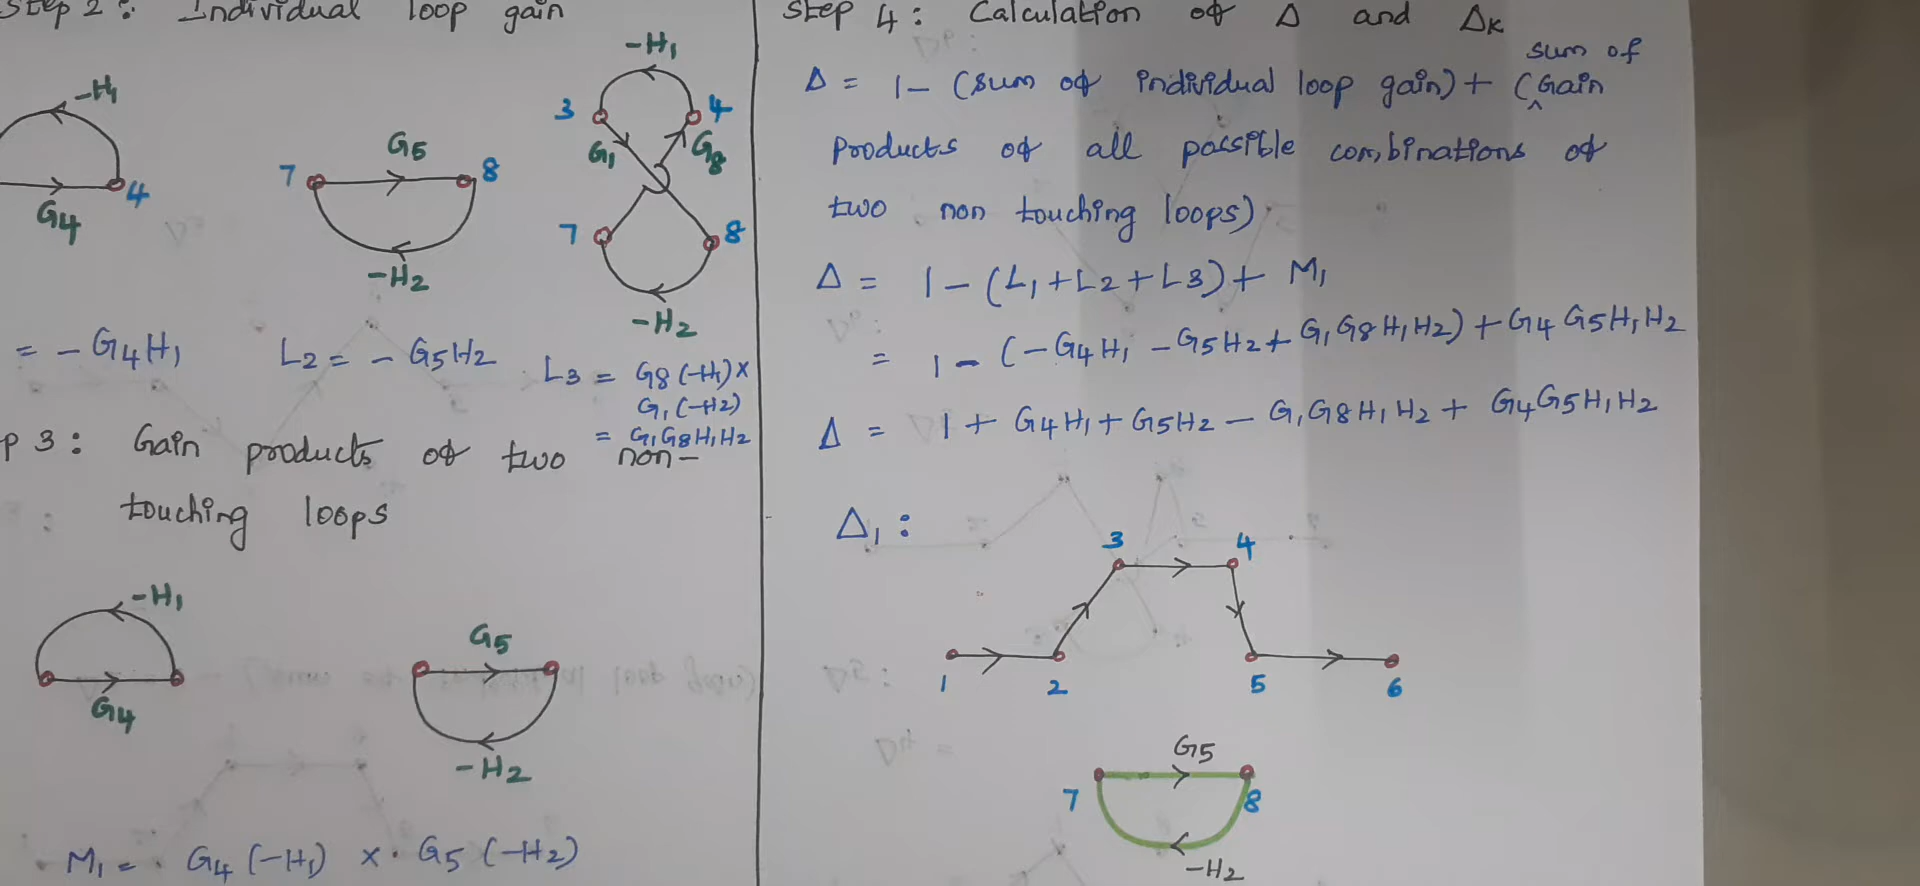 Step 2: Individual loop gain
-H1
4
G4
G5
7
8
-H2
-H1
3
4
G1
G8
7
8
-H2
= - G4H1
L2 = - G5H2
L3 = G8(-H1)x
G1(-H2)
= G1G8H1H2
p 3: Gain products of two non-
touching loops
-H1
G4
G5
-H2
M1 = G4(-H1) x G5(-H2)
Step 4: Calculation of Δ and ΔK
sum of
Δ = 1- (sum of individual loop gain) + (^Gain
products of all possible combinations of
two non touching loops)
Δ = 1 - (L1+L2+L3)+ M1
= 1 - (-G4H1 -G5H2+G1G8H1H2)+G4G5H1H2
Δ = 1 + G4H1+G5H2 - G1G8H1H2 + G4G5H1H2
Δ1 :
3
4
1
2
5
6
G5
7
8
-H2